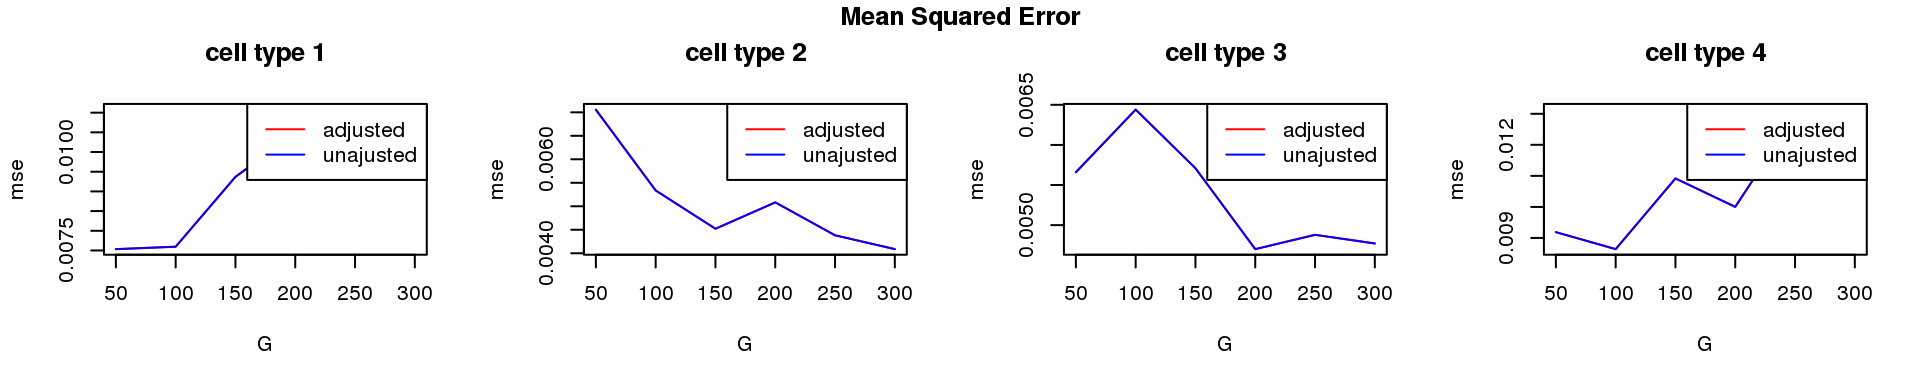 Mean Squared Error
cell type 1
mse
0.0100
0.0075
adjusted
unajusted
50 100 150 200 250 300
G
cell type 2
mse
0.0060
0.0040
adjusted
unajusted
50 100 150 200 250 300
G
cell type 3
mse
0.0065
0.0050
adjusted
unajusted
50 100 150 200 250 300
G
cell type 4
mse
0.012
0.009
adjusted
unajusted
50 100 150 200 250 300
G